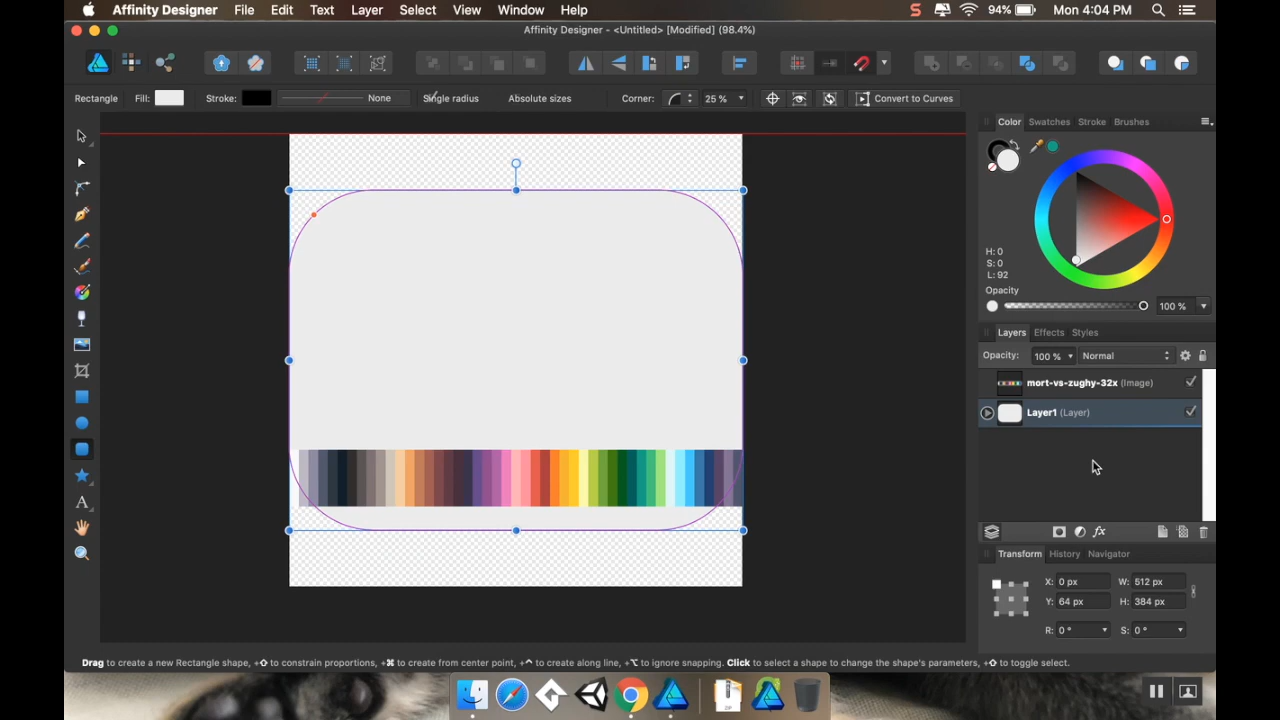 Affinity Designer File Edit Text Layer Select View Window Help 94% Mon 4:04 PM
Affinity Designer - <Untitled> [Modified] (98.4%)
Rectangle Fill: Stroke: None Single radius Absolute sizes Corner: 25 % Convert to Curves
Color Swatches Stroke Brushes
H: 0
S: 0
L: 92
Opacity
100 %
Layers Effects Styles
Opacity: 100 % Normal
mort-vs-zughy-32x (Image)
Layer1 (Layer)
fx
Transform History Navigator
X: 0 px W: 512 px
Y: 64 px H: 384 px
R: 0 ° S: 0 °
Drag to create a new Rectangle shape, +⇧ to constrain proportions, +⌘ to create from center point, +^ to create along line, +⌥ to ignore snapping. Click to select a shape to change the shape's parameters, +⇧ to toggle select.
ZIP